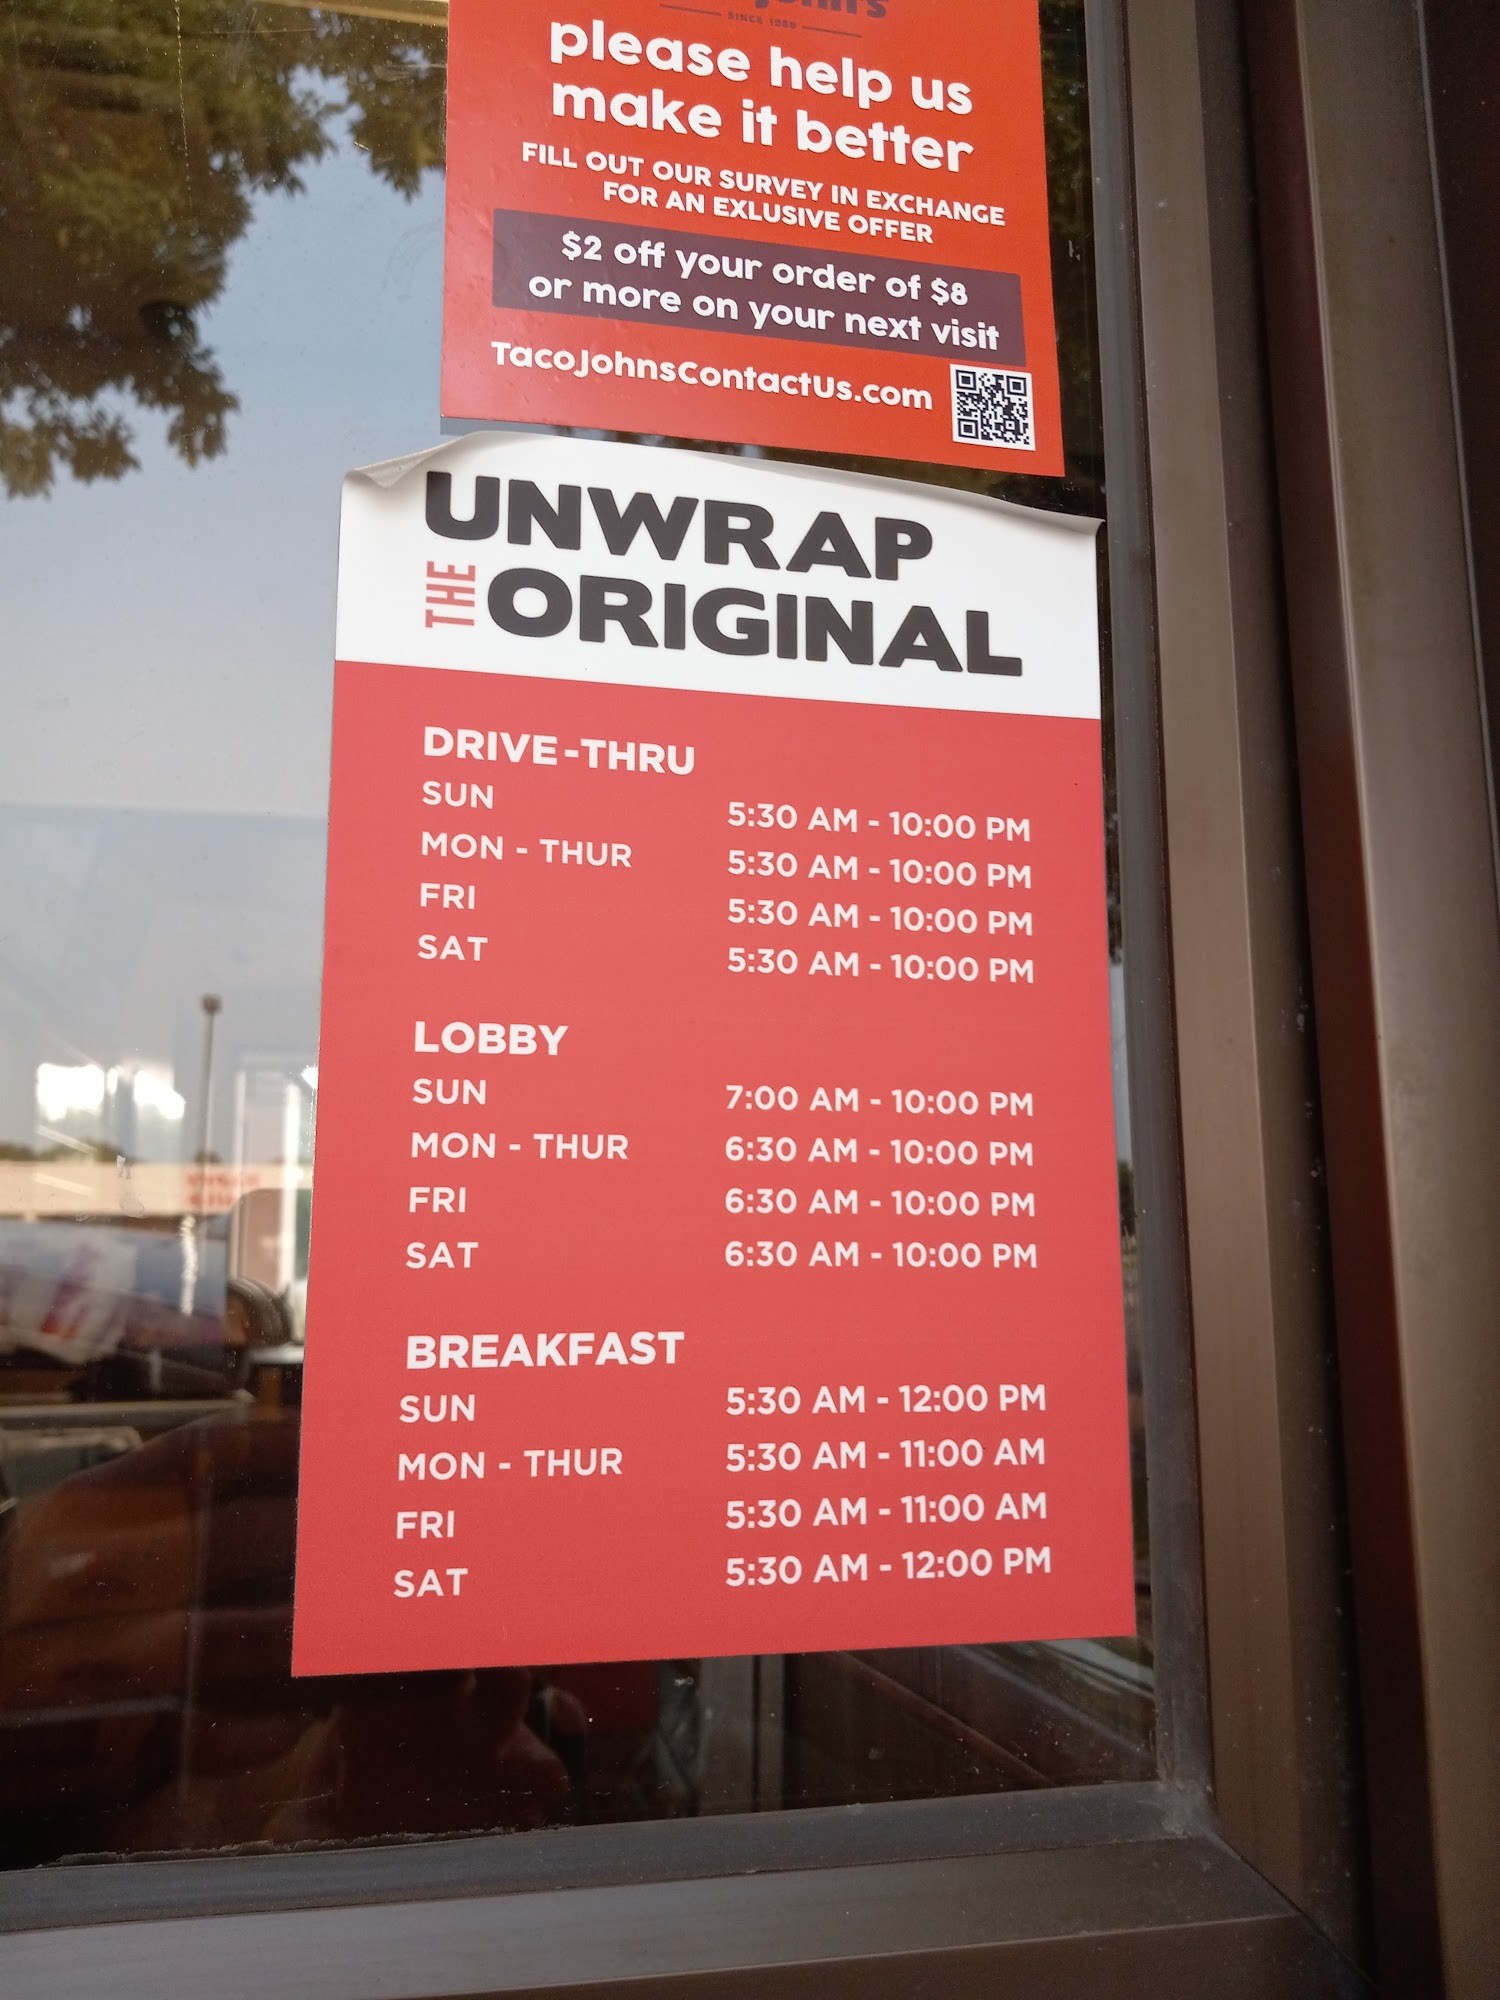 SINCE 1969
please help us
make it better
FILL OUT OUR SURVEY IN EXCHANGE
FOR AN EXLUSIVE OFFER
$2 off your order of $8
or more on your next visit
TacoJohnsContactUs.com
UNWRAP
THE ORIGINAL
DRIVE-THRU
SUN 5:30 AM - 10:00 PM
MON - THUR 5:30 AM - 10:00 PM
FRI 5:30 AM - 10:00 PM
SAT 5:30 AM - 10:00 PM
LOBBY
SUN 7:00 AM - 10:00 PM
MON - THUR 6:30 AM - 10:00 PM
FRI 6:30 AM - 10:00 PM
SAT 6:30 AM - 10:00 PM
BREAKFAST
SUN 5:30 AM - 12:00 PM
MON - THUR 5:30 AM - 11:00 AM
FRI 5:30 AM - 11:00 AM
SAT 5:30 AM - 12:00 PM